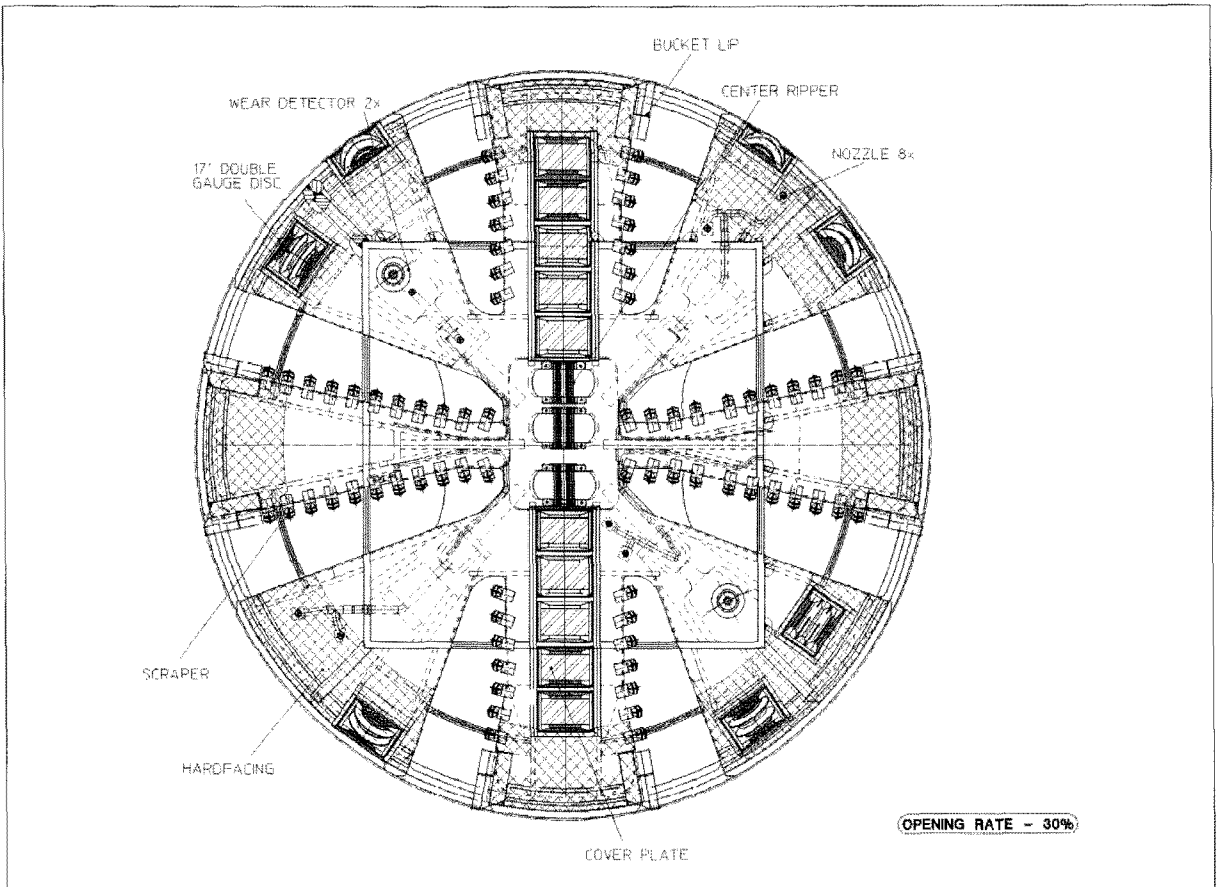 BUCKET LIP
WEAR DETECTOR 2x
CENTER RIPPER
NOZZLE 8x
17" DOUBLE
GAUGE DISC
SCRAPER
HARDFACING
OPENING RATE - 30%
COVER PLATE